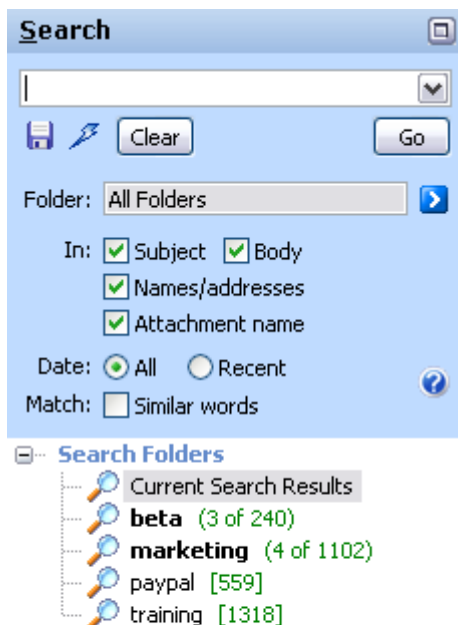 Search
Clear
Go
Folder: All Folders
In: Subject Body
Names/addresses
Attachment name
Date: All Recent
Match: Similar words
Search Folders
Current Search Results
beta (3 of 240)
marketing (4 of 1102)
paypal [559]
training [1318]